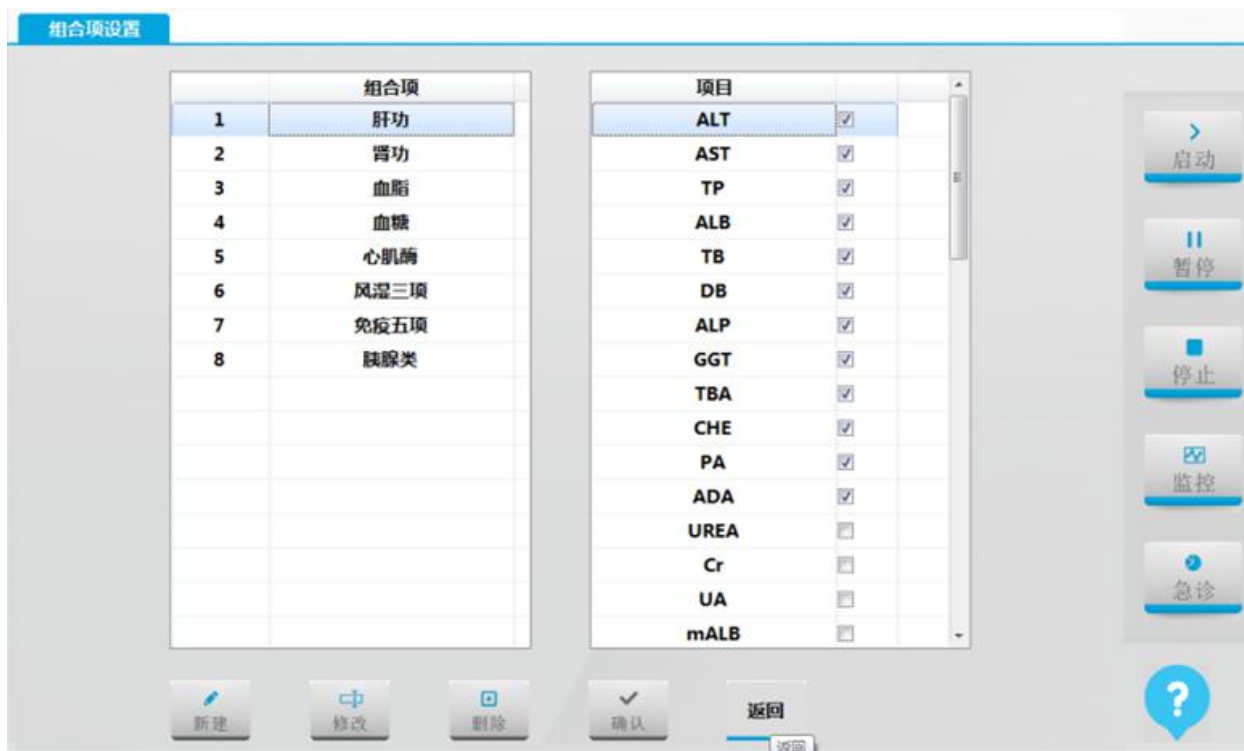 组合项设置
组合项
1 肝功
2 肾功
3 血脂
4 血糖
5 心肌酶
6 风湿三项
7 免疫五项
8 胰腺类
项目
ALT
AST
TP
ALB
TB
DB
ALP
GGT
TBA
CHE
PA
ADA
UREA
Cr
UA
mALB
启动
暂停
停止
监控
急诊
新建
修改
删除
确认
返回
返回
?